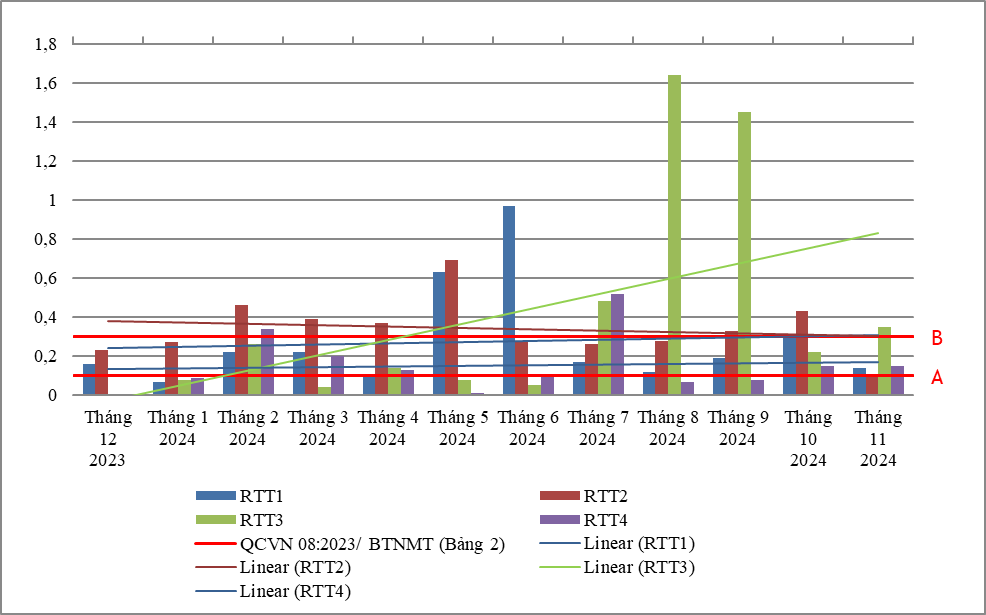 1,8
1,6
1,4
1,2
1
0,8
0,6
0,4
0,2
0
B
A
Tháng 12 2023
Tháng 1 2024
Tháng 2 2024
Tháng 3 2024
Tháng 4 2024
Tháng 5 2024
Tháng 6 2024
Tháng 7 2024
Tháng 8 2024
Tháng 9 2024
Tháng 10 2024
Tháng 11 2024
RTT1
RTT2
RTT3
RTT4
QCVN 08:2023/ BTNMT (Bảng 2)
Linear (RTT1)
Linear (RTT2)
Linear (RTT3)
Linear (RTT4)